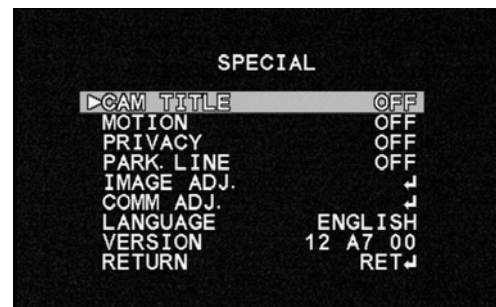 SPECIAL
CAM TITLE OFF
MOTION OFF
PRIVACY OFF
PARK. LINE OFF
IMAGE ADJ. ↲
COMM ADJ. ↲
LANGUAGE ENGLISH
VERSION 12 A7 00
RETURN RET↲